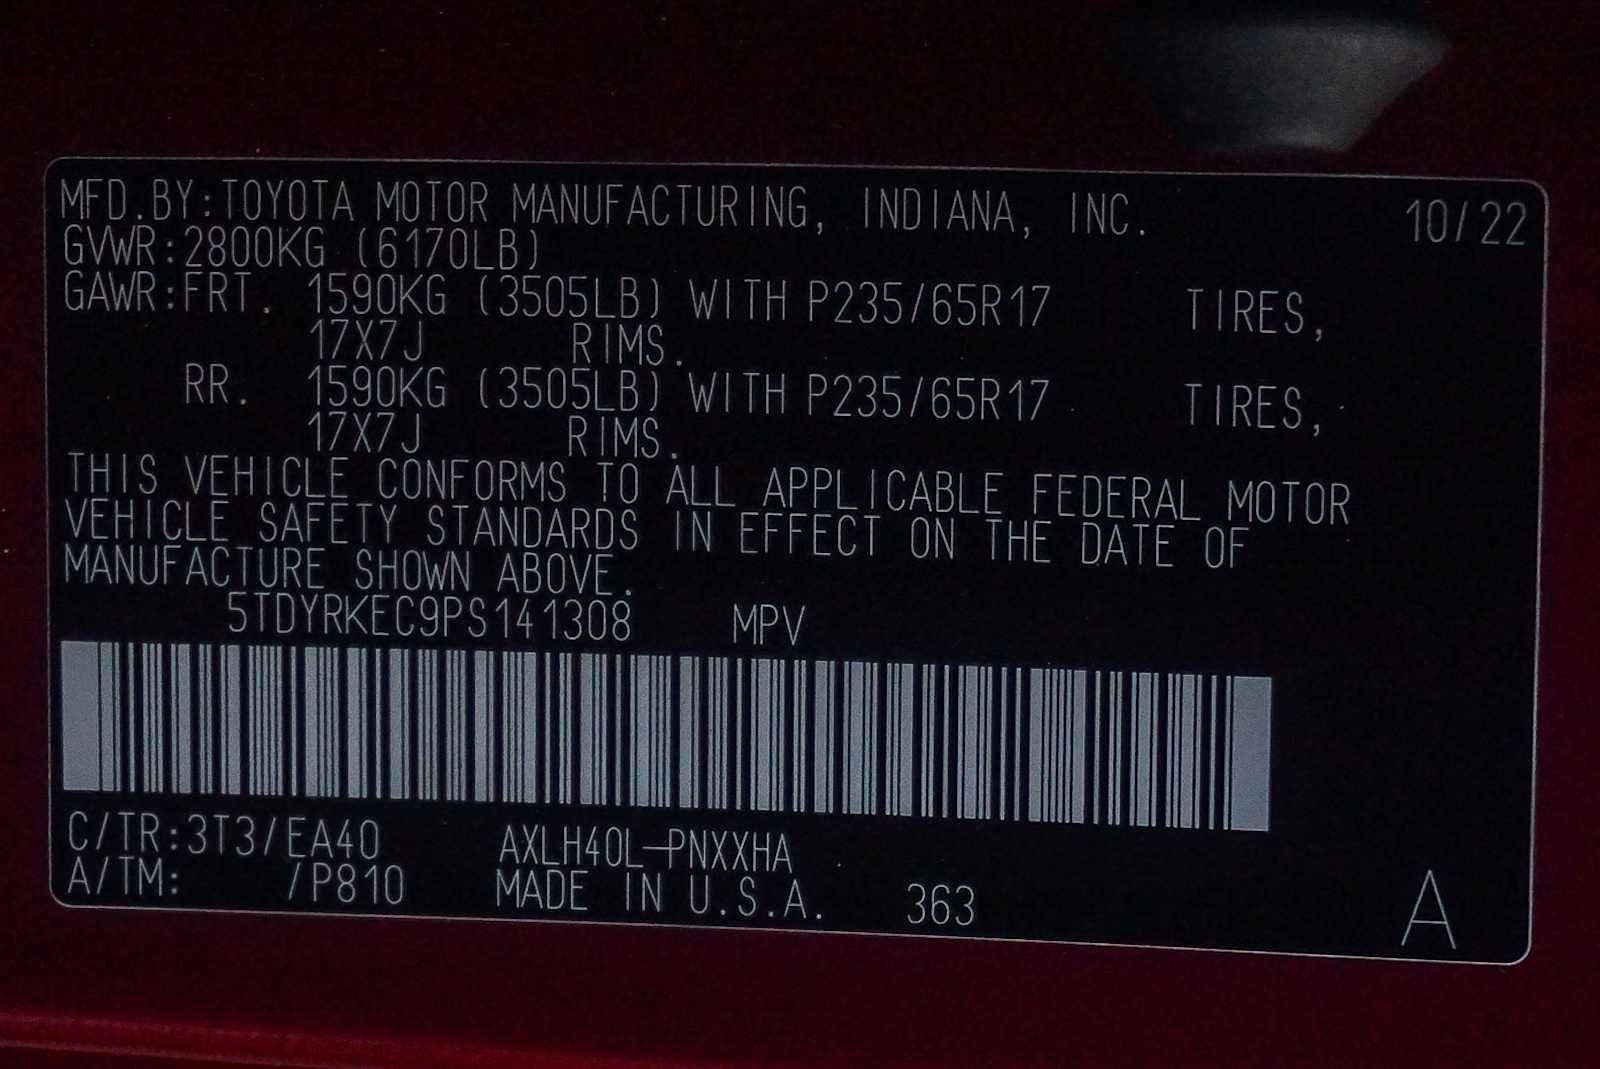 MFD.BY:TOYOTA MOTOR MANUFACTURING, INDIANA, INC. 10/22
GVWR:2800KG (6170LB)
GAWR:FRT. 1590KG (3505LB) WITH P235/65R17 TIRES,
17X7J RIMS.
RR. 1590KG (3505LB) WITH P235/65R17 TIRES,
17X7J RIMS.
THIS VEHICLE CONFORMS TO ALL APPLICABLE FEDERAL MOTOR
VEHICLE SAFETY STANDARDS IN EFFECT ON THE DATE OF
MANUFACTURE SHOWN ABOVE.
5TDYRKEC9PS141308 MPV
C/TR:3T3/EA40 AXLH40L-PNXXHA
A/TM: /P810 MADE IN U.S.A. 363 A